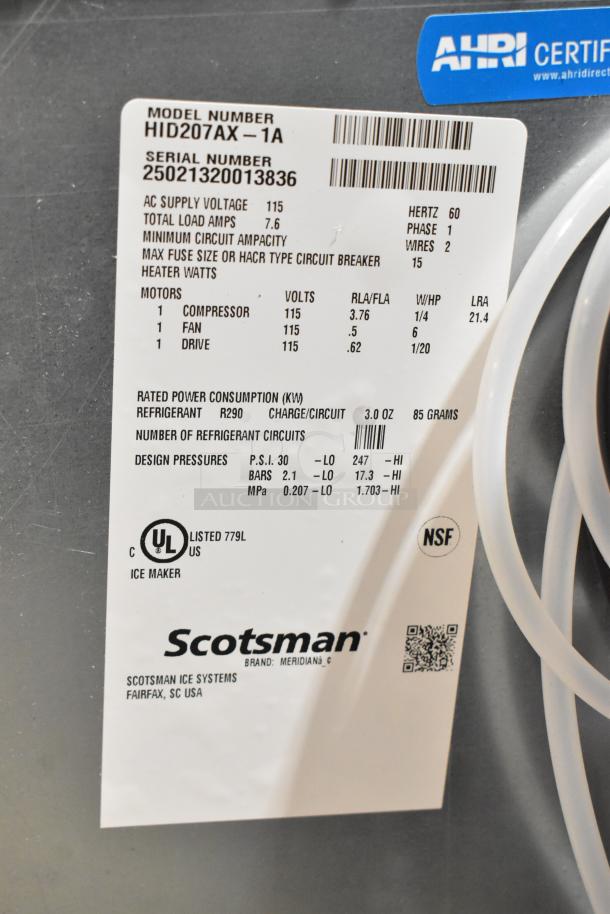 AHRI CERTIF
www.ahridirect
MODEL NUMBER
HID207AX-1A
SERIAL NUMBER
25021320013836
AC SUPPLY VOLTAGE 115 HERTZ 60
TOTAL LOAD AMPS 7.6 PHASE 1
MINIMUM CIRCUIT AMPACITY WIRES 2
MAX FUSE SIZE OR HACR TYPE CIRCUIT BREAKER 15
HEATER WATTS
MOTORS VOLTS RLA/FLA W/HP LRA
1 COMPRESSOR 115 3.76 1/4 21.4
1 FAN 115 .5 6
1 DRIVE 115 .62 1/20
RATED POWER CONSUMPTION (KW)
REFRIGERANT R290 CHARGE/CIRCUIT 3.0 OZ 85 GRAMS
NUMBER OF REFRIGERANT CIRCUITS
DESIGN PRESSURES P.S.I. 30 -LO 247 -HI
BARS 2.1 -LO 17.3 -HI
MPa 0.207-LO 1.703-HI
AUCTION GROUP
C UL US LISTED 779L
ICE MAKER
NSF
Scotsman
BRAND: MERIDIANâ_¢
SCOTSMAN ICE SYSTEMS
FAIRFAX, SC USA